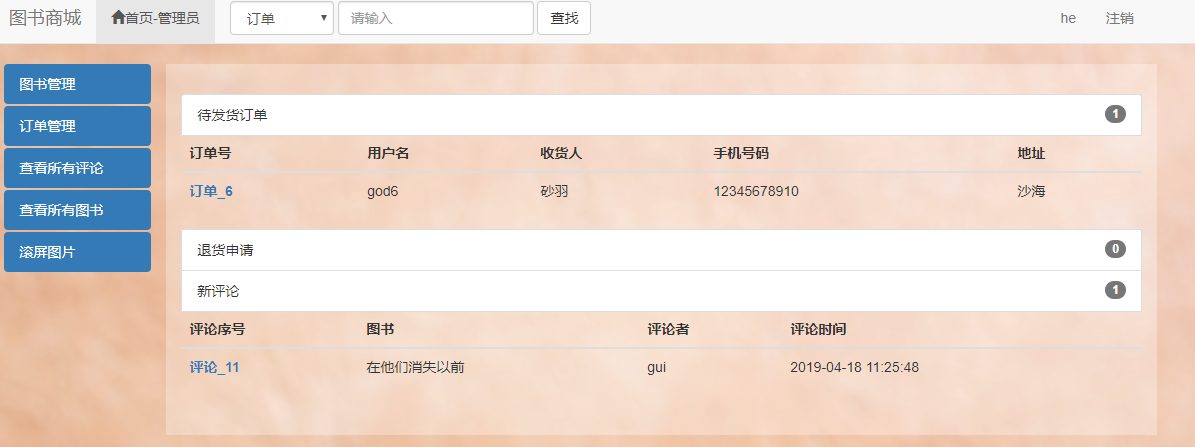 图书商城 首页-管理员 订单 请输入 查找 he 注销
图书管理
订单管理
查看所有评论
查看所有图书
滚屏图片
待发货订单 1
订单号 用户名 收货人 手机号码 地址
订单_6 god6 砂羽 12345678910 沙海
退货申请 0
新评论 1
评论序号 图书 评论者 评论时间
评论_11 在他们消失以前 gui 2019-04-18 11:25:48